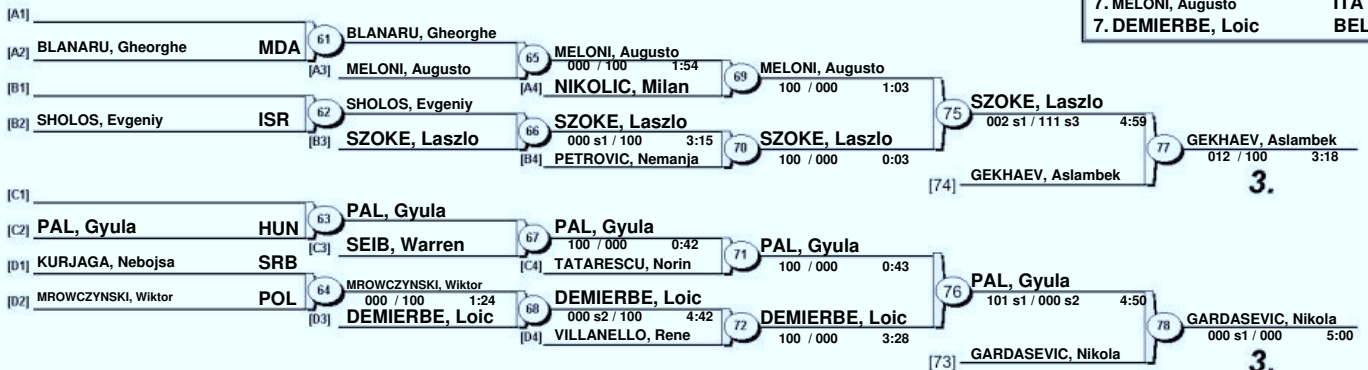 7. MELONI, Augusto ITA
7. DEMIERBE, Loic BEL
[A1]
[A2] BLANARU, Gheorghe MDA
61 BLANARU, Gheorghe
[A3] MELONI, Augusto
65 MELONI, Augusto
000 / 100 1:54
[A4] NIKOLIC, Milan
69 MELONI, Augusto
100 / 000 1:03
[B1]
[B2] SHOLOS, Evgeniy ISR
62 SHOLOS, Evgeniy
[B3] SZOKE, Laszlo
66 SZOKE, Laszlo
000 s1 / 100 3:15
[B4] PETROVIC, Nemanja
70 SZOKE, Laszlo
100 / 000 0:03
75 SZOKE, Laszlo
002 s1 / 111 s3 4:59
[74] GEKHAEV, Aslambek
77 GEKHAEV, Aslambek
012 / 100 3:18
3.
[C1]
[C2] PAL, Gyula HUN
63 PAL, Gyula
[C3] SEIB, Warren
67 PAL, Gyula
100 / 000 0:42
[C4] TATARESCU, Norin
71 PAL, Gyula
100 / 000 0:43
[D1] KURJAGA, Nebojsa SRB
[D2] MROWCZYNSKI, Wiktor POL
64 MROWCZYNSKI, Wiktor
000 / 100 1:24
[D3] DEMIERBE, Loic
68 DEMIERBE, Loic
000 s2 / 100 4:42
[D4] VILLANELLO, Rene
72 DEMIERBE, Loic
100 / 000 3:28
76 PAL, Gyula
101 s1 / 000 s2 4:50
[73] GARDASEVIC, Nikola
78 GARDASEVIC, Nikola
000 s1 / 000 5:00
3.